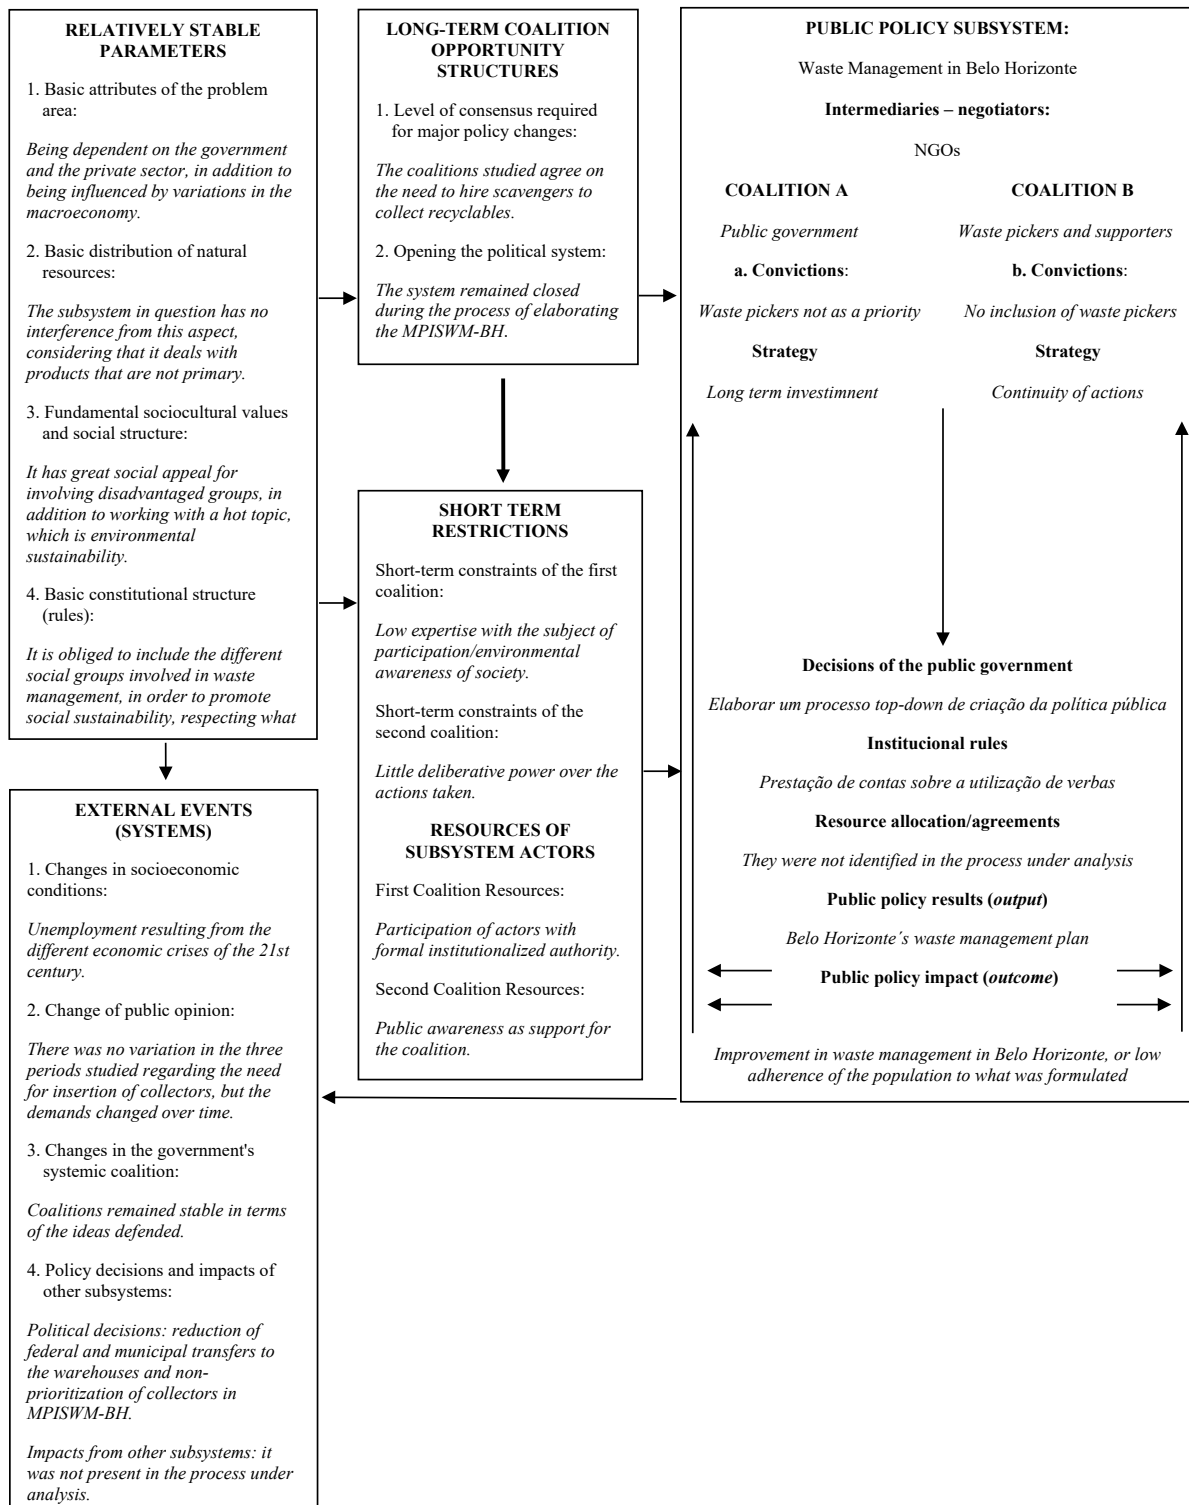 RELATIVELY STABLE
PARAMETERS
1. Basic attributes of the problem
area:
Being dependent on the government
and the private sector, in addition to
being influenced by variations in the
macroeconomy.
2. Basic distribution of natural
resources:
The subsystem in question has no
interference from this aspect,
considering that it deals with
products that are not primary.
3. Fundamental sociocultural values
and social structure:
It has great social appeal for
involving disadvantaged groups, in
addition to working with a hot topic,
which is environmental
sustainability.
4. Basic constitutional structure
(rules):
It is obliged to include the different
social groups involved in waste
management, in order to promote
social sustainability, respecting what
EXTERNAL EVENTS
(SYSTEMS)
1. Changes in socioeconomic
conditions:
Unemployment resulting from the
different economic crises of the 21st
century.
2. Change of public opinion:
There was no variation in the three
periods studied regarding the need
for insertion of collectors, but the
demands changed over time.
3. Changes in the government's
systemic coalition:
Coalitions remained stable in terms
of the ideas defended.
4. Policy decisions and impacts of
other subsystems:
Political decisions: reduction of
federal and municipal transfers to
the warehouses and non-
prioritization of collectors in
MPISWM-BH.
Impacts from other subsystems: it
was not present in the process under
analysis.
LONG-TERM COALITION
OPPORTUNITY
STRUCTURES
1. Level of consensus required
for major policy changes:
The coalitions studied agree on
the need to hire scavengers to
collect recyclables.
2. Opening the political system:
The system remained closed
during the process of elaborating
the MPISWM-BH.
SHORT TERM
RESTRICTIONS
Short-term constraints of the first
coalition:
Low expertise with the subject of
participation/environmental
awareness of society.
Short-term constraints of the
second coalition:
Little deliberative power over the
actions taken.
RESOURCES OF
SUBSYSTEM ACTORS
First Coalition Resources:
Participation of actors with
formal institutionalized authority.
Second Coalition Resources:
Public awareness as support for
the coalition.
PUBLIC POLICY SUBSYSTEM:
Waste Management in Belo Horizonte
Intermediaries – negotiators:
NGOs
COALITION A
Public government
a. Convictions:
Waste pickers not as a priority
Strategy
Long term investimnent
COALITION B
Waste pickers and supporters
b. Convictions:
No inclusion of waste pickers
Strategy
Continuity of actions
Decisions of the public government
Elaborar um processo top-down de criação da política pública
Institucional rules
Prestação de contas sobre a utilização de verbas
Resource allocation/agreements
They were not identified in the process under analysis
Public policy results (output)
Belo Horizonte´s waste management plan
Public policy impact (outcome)
Improvement in waste management in Belo Horizonte, or low
adherence of the population to what was formulated